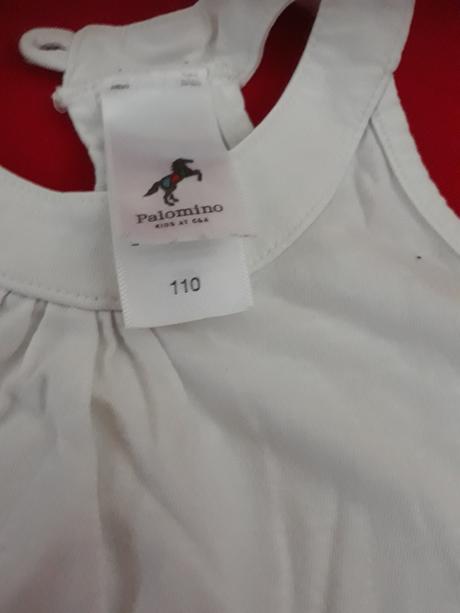 Palomino
KIDS AT C&A
110